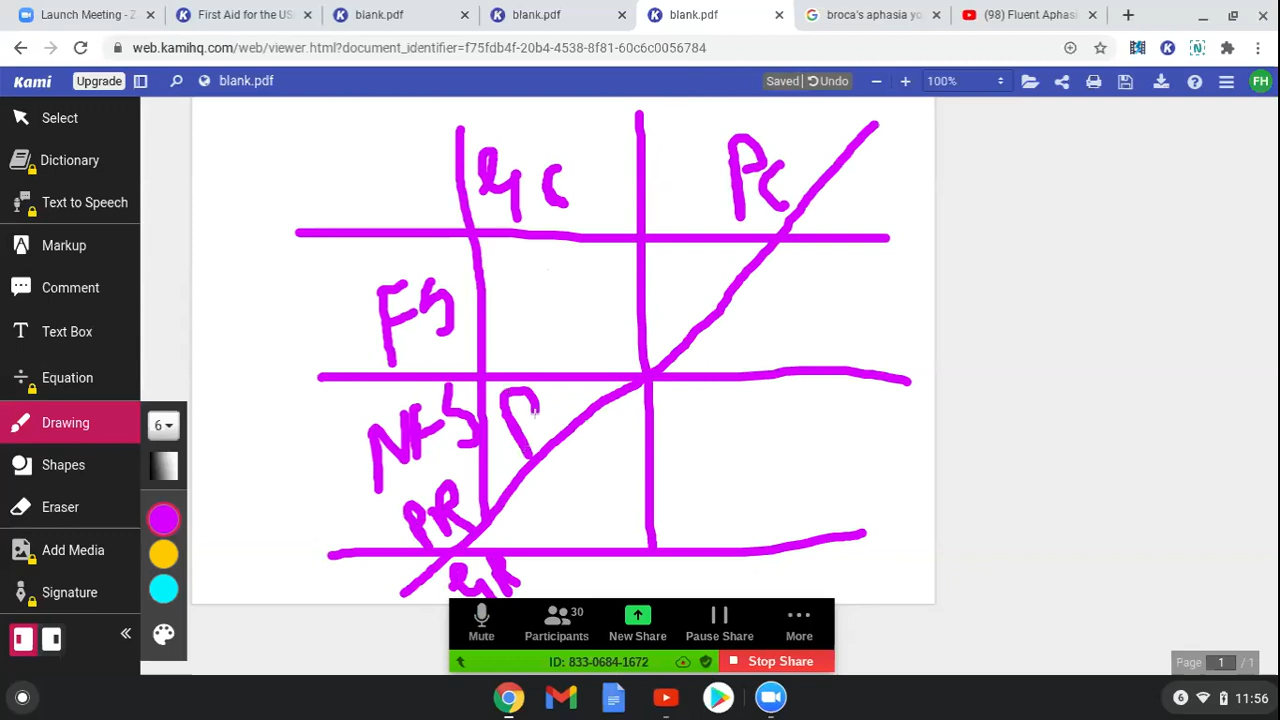 Launch Meeting - Z
First Aid for the US
blank.pdf
blank.pdf
blank.pdf
broca's aphasia yo
(98) Fluent Aphasi
web.kamihq.com/web/viewer.html?document_identifier=f75fdb4f-20b4-4538-8f81-60c6c0056784
Kami
Upgrade
blank.pdf
Saved
Undo
100%
FH
Select
Dictionary
Text to Speech
Markup
Comment
Text Box
Equation
Drawing
6
Shapes
Eraser
Add Media
Signature
PC
FS
NFS
PR
Mute
Participants
30
New Share
Pause Share
More
ID: 833-0684-1672
Stop Share
Page 1 / 1
6
11:56